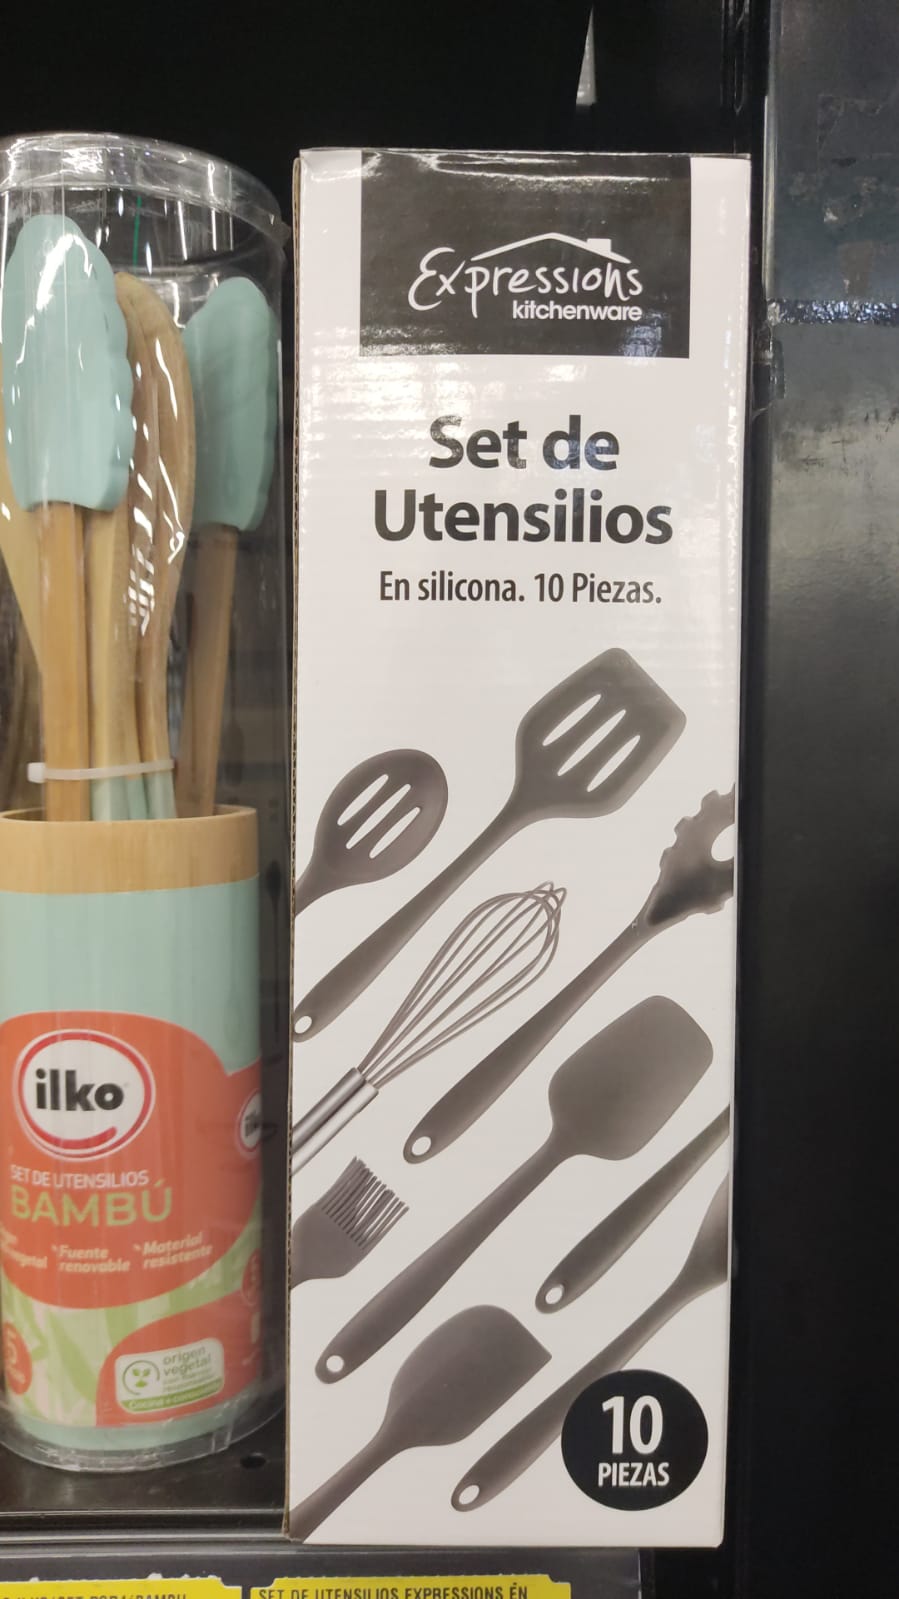 Expressions
kitchenware
Set de
Utensilios
En silicona. 10 Piezas.
10
PIEZAS
ilko
SET DE UTENSILIOS
BAMBÚ
Fuente
renovable
Material
resistente
origen
vegetal
SET DE UTENSILIOS EXPRESSIONS EN